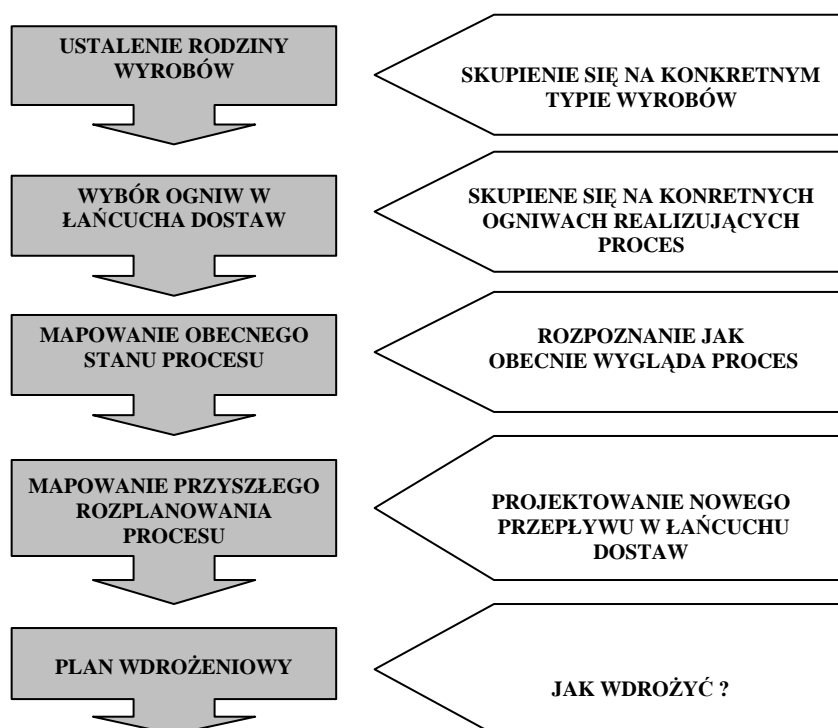 USTALENIE RODZINY
WYROBÓW
SKUPIENIE SIĘ NA KONKRETNYM
TYPIE WYROBÓW
WYBÓR OGNIW W
ŁAŃCUCHA DOSTAW
SKUPIENE SIĘ NA KONRETNYCH
OGNIWACH REALIZUJĄCYCH
PROCES
MAPOWANIE OBECNEGO
STANU PROCESU
ROZPOZNANIE JAK
OBECNIE WYGLĄDA PROCES
MAPOWANIE PRZYSZŁEGO
ROZPLANOWANIA
PROCESU
PROJEKTOWANIE NOWEGO
PRZEPŁYWU W ŁAŃCUCHU
DOSTAW
PLAN WDROŻENIOWY
JAK WDROŻYĆ ?